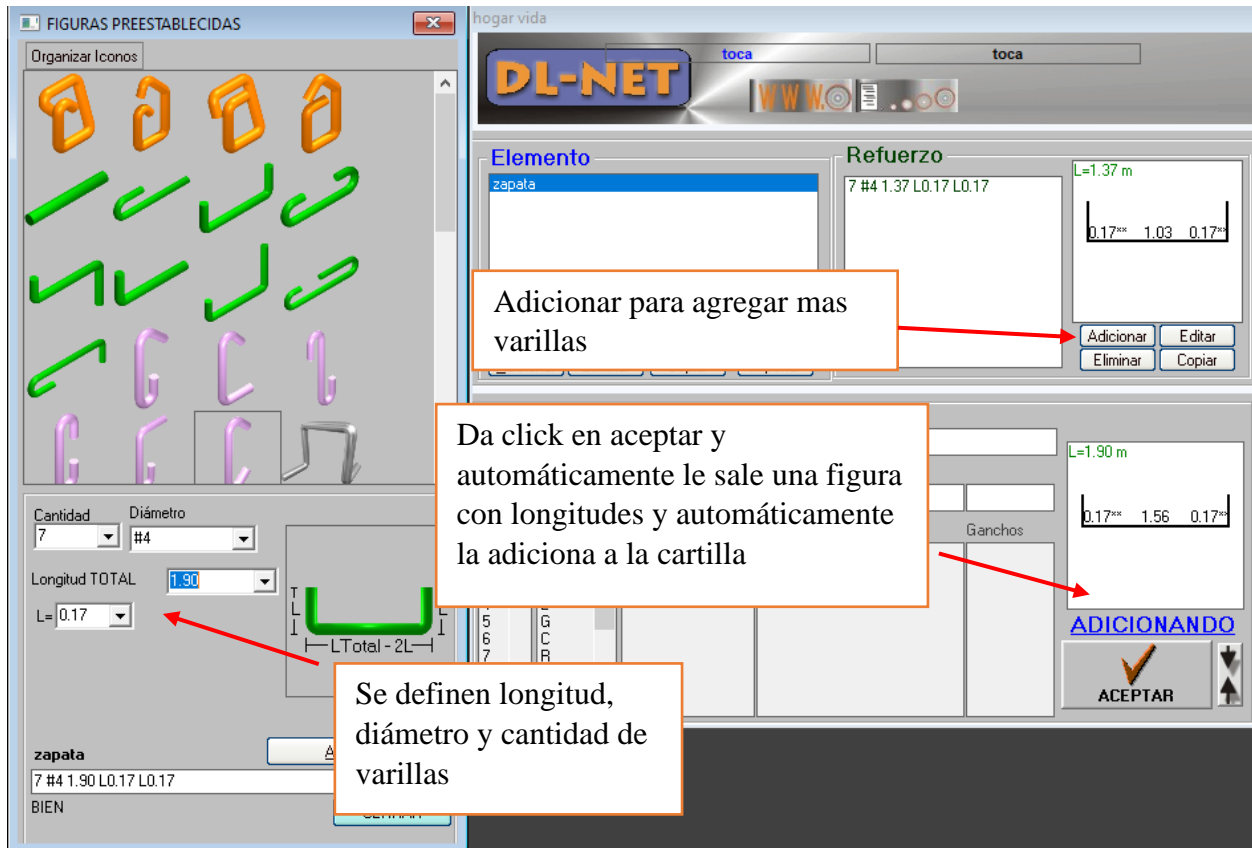 FIGURAS PREESTABLECIDAS
Organizar Iconos
Cantidad
Diámetro
7
#4
Longitud TOTAL
1.90
L= 0.17
T
L
I
L
I
LTotal - 2L
zapata
7 #4 1.90 L0.17 L0.17
BIEN
hogar vida
toca
toca
DL-NET
WWW.
Elemento
zapata
Refuerzo
7 #4 1.37 L0.17 L0.17
L=1.37 m
0.17** 1.03 0.17**
Adicionar
Editar
Eliminar
Copiar
Adicionar para agregar mas
varillas
Da click en aceptar y
automáticamente le sale una figura
con longitudes y automáticamente
la adiciona a la cartilla
Ganchos
5
G
6
C
7
L=1.90 m
0.17** 1.56 0.17**
ADICIONANDO
ACEPTAR
Se definen longitud,
diámetro y cantidad de
varillas